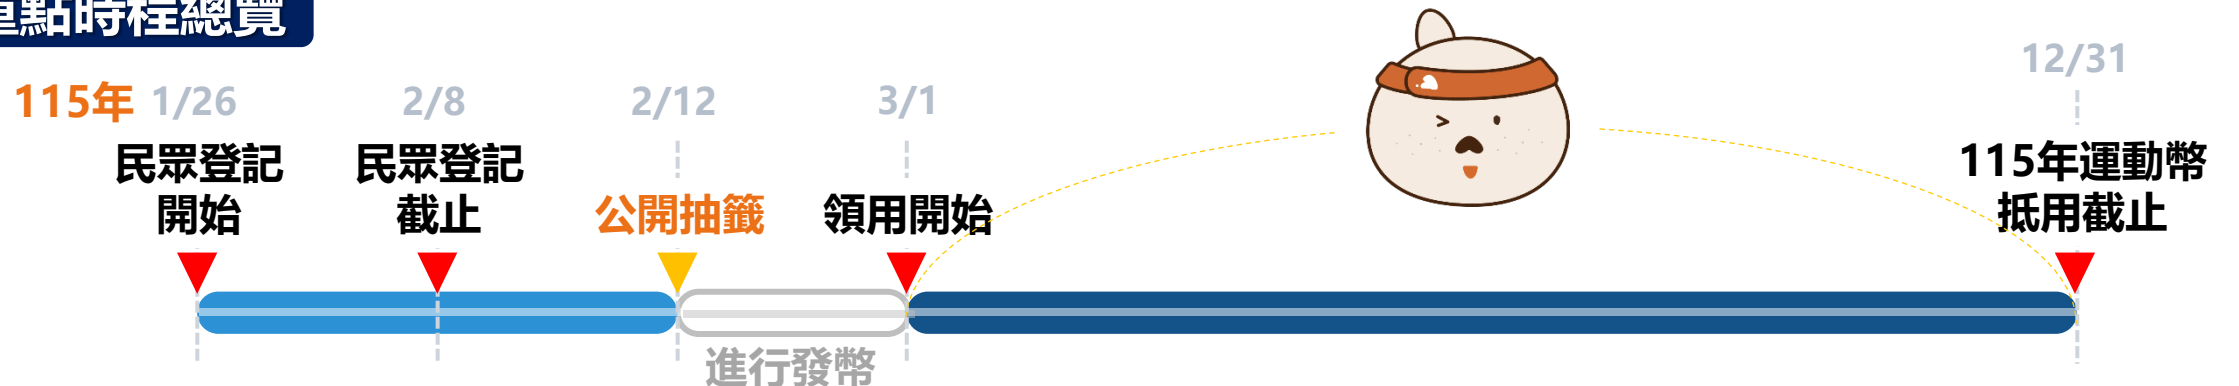 重點時程總覽
115年 1/26
民眾登記
開始
2/8
民眾登記
截止
2/12
公開抽籤
3/1
領用開始
12/31
115年運動幣
抵用截止
進行發幣